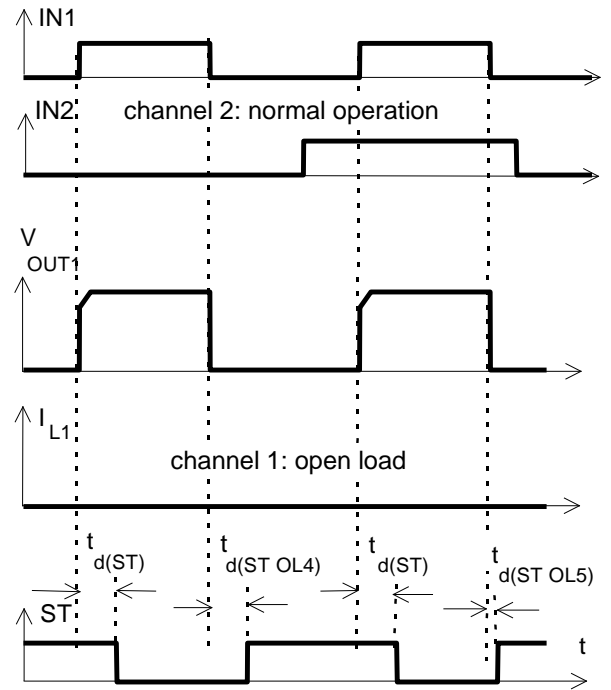 IN1
IN2
channel 2: normal operation
V
OUT1
I
L1
channel 1: open load
t
d(ST)
t
d(ST OL4)
t
d(ST)
t
d(ST OL5)
ST
t